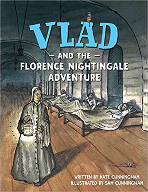 VLAD
— AND THE —
FLORENCE NIGHTINGALE
ADVENTURE
WRITTEN BY KATE CUNNINGHAM
ILLUSTRATED BY SAM CUNNINGHAM